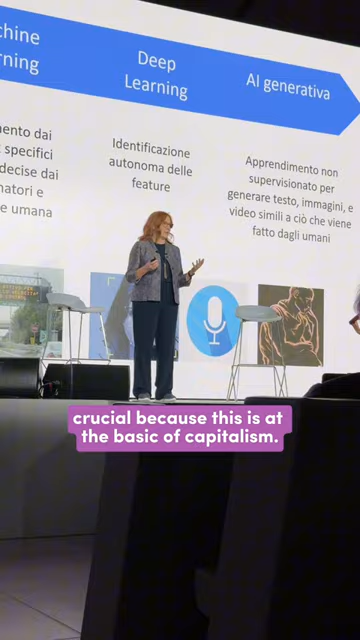 chine
rning
Deep
Learning
AI generativa
ento dai
specifici
decise dai
natori e
e umana
Identificazione
autonoma delle
feature
Apprendimento non
supervisionato per
generare testo, immagini, e
video simili a ciò che viene
fatto dagli umani
crucial because this is at
the basic of capitalism.